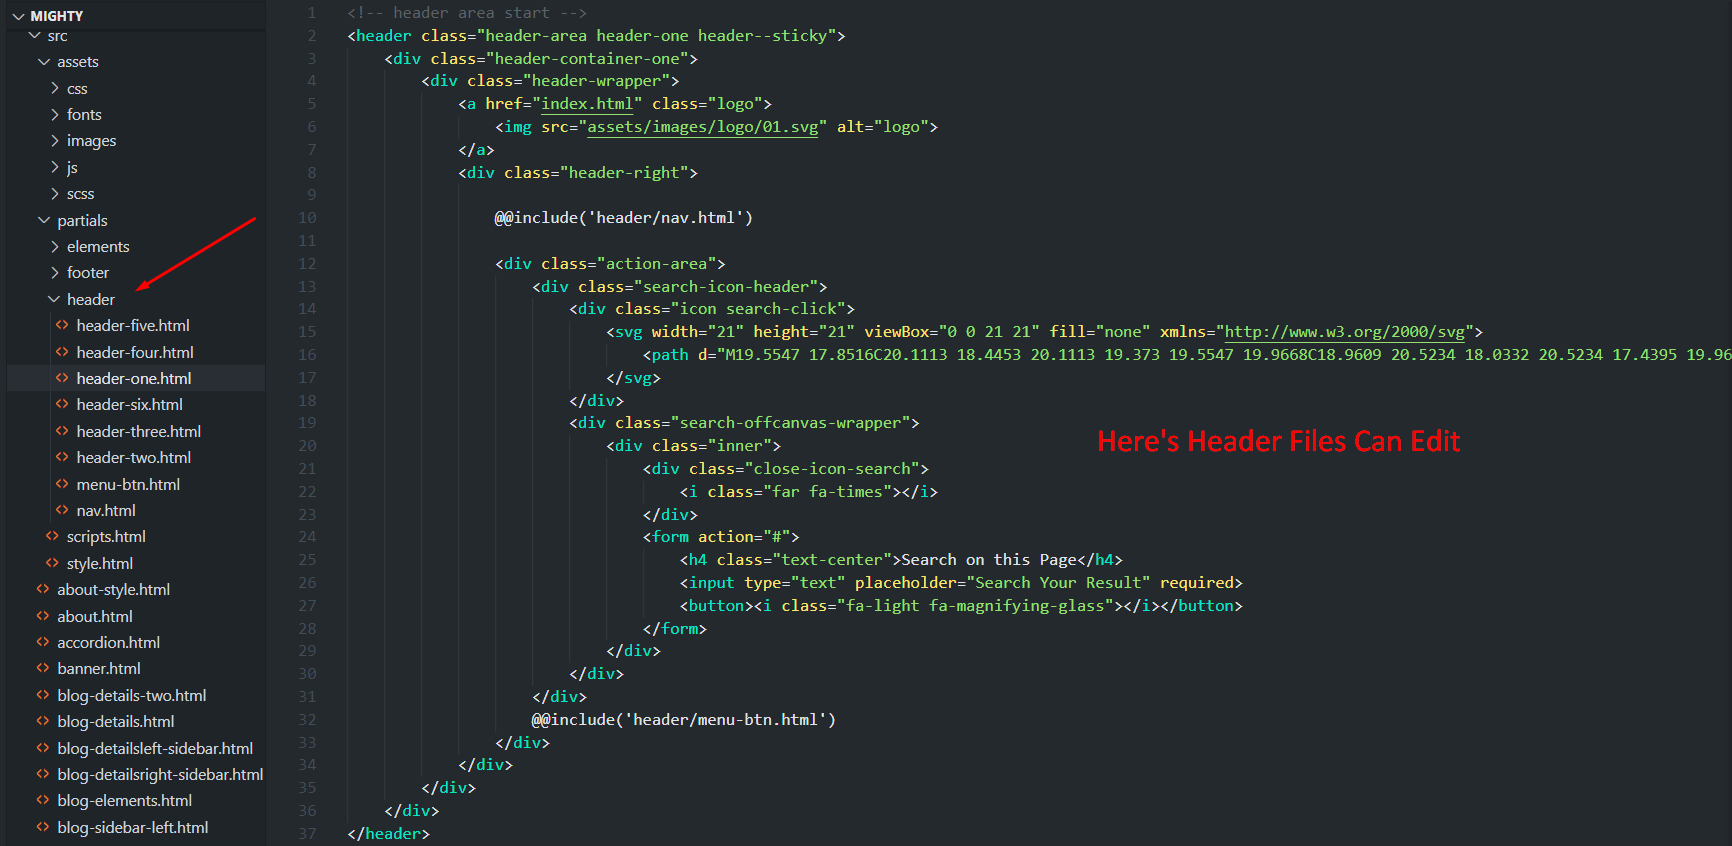 MIGHTY
src
assets
css
fonts
images
js
scss
partials
elements
footer
header
header-five.html
header-four.html
header-one.html
header-six.html
header-three.html
header-two.html
menu-btn.html
nav.html
scripts.html
style.html
about-style.html
about.html
accordion.html
banner.html
blog-details-two.html
blog-details.html
blog-detailsleft-sidebar.html
blog-detailsright-sidebar.html
blog-elements.html
blog-sidebar-left.html
1 <!-- header area start -->
2 <header class="header-area header-one header--sticky">
3 <div class="header-container-one">
4 <div class="header-wrapper">
5 <a href="index.html" class="logo">
6 <img src="assets/images/logo/01.svg" alt="logo">
7 </a>
8 <div class="header-right">
9
10 @@include('header/nav.html')
11
12 <div class="action-area">
13 <div class="search-icon-header">
14 <div class="icon search-click">
15 <svg width="21" height="21" viewBox="0 0 21 21" fill="none" xmlns="http://www.w3.org/2000/svg">
16 <path d="M19.5547 17.8516C20.1113 18.4453 20.1113 19.373 19.5547 19.9668C18.9609 20.5234 18.0332 20.5234 17.4395 19.96
17 </svg>
18 </div>
19 <div class="search-offcanvas-wrapper">
20 <div class="inner">
21 <div class="close-icon-search">
22 <i class="far fa-times"></i>
23 </div>
24 <form action="#">
25 <h4 class="text-center">Search on this Page</h4>
26 <input type="text" placeholder="Search Your Result" required>
27 <button><i class="fa-light fa-magnifying-glass"></i></button>
28 </form>
29 </div>
30 </div>
31 </div>
32 @@include('header/menu-btn.html')
33 </div>
34 </div>
35 </div>
36 </div>
37 </header>
Here's Header Files Can Edit